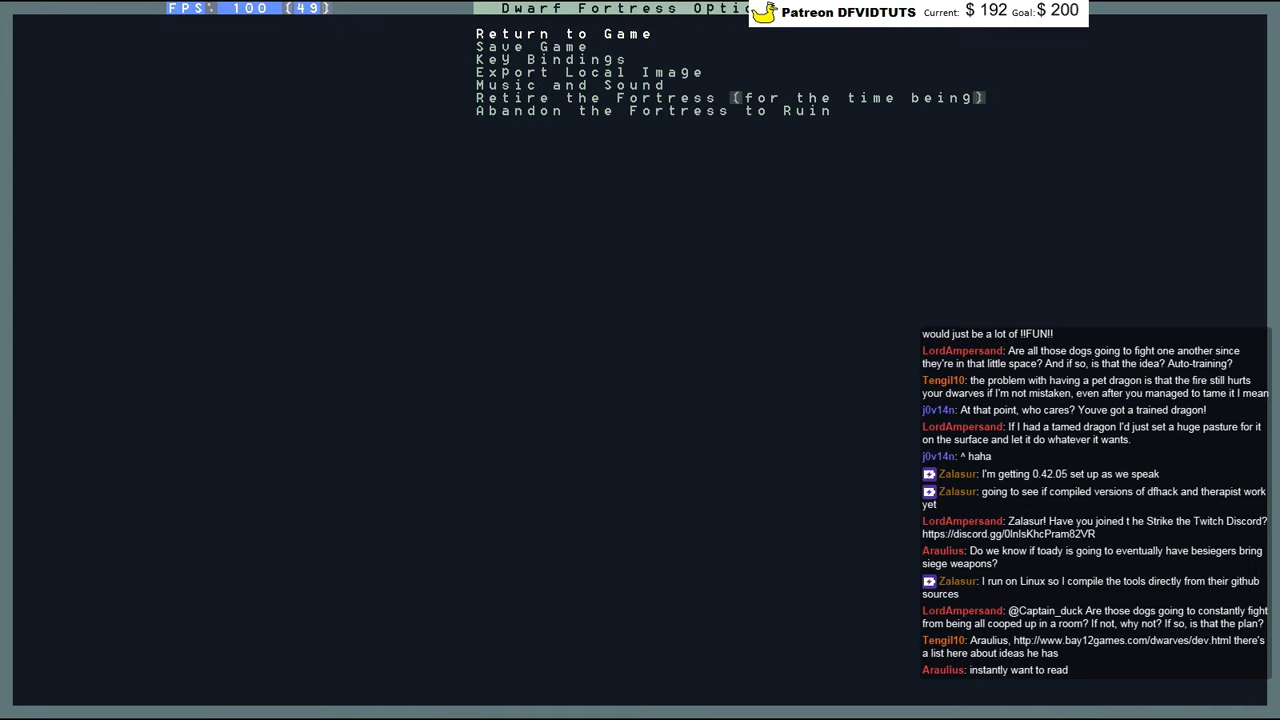 FPS: 100 (49)
Dwarf Fortress Optio
Patreon DFVIDTUTS Current: $ 192 Goal: $ 200
Return to Game
Save Game
Key Bindings
Export Local Image
Music and Sound
Retire the Fortress (for the time being)
Abandon the Fortress to Ruin
would just be a lot of !!FUN!!
LordAmpersand: Are all those dogs going to fight one another since
they're in that little space? And if so, is that the idea? Auto-training?
Tengil10: the problem with having a pet dragon is that the fire still hurts
your dwarves if I'm not mistaken, even after you managed to tame it I mean
j0v14n: At that point, who cares? Youve got a trained dragon!
LordAmpersand: If I had a tamed dragon I'd just set a huge pasture for it
on the surface and let it do whatever it wants.
j0v14n: ^ haha
Zalasur: I'm getting 0.42.05 set up as we speak
Zalasur: going to see if compiled versions of dfhack and therapist work
yet
LordAmpersand: Zalasur! Have you joined t he Strike the Twitch Discord?
https://discord.gg/0lnIsKhcPram82VR
Araulius: Do we know if toady is going to eventually have besiegers bring
siege weapons?
Zalasur: I run on Linux so I compile the tools directly from their github
sources
LordAmpersand: @Captain_duck Are those dogs going to constantly fight
from being all cooped up in a room? If not, why not? If so, is that the plan?
Tengil10: Araulius, http://www.bay12games.com/dwarves/dev.html there's
a list here about ideas he has
Araulius: instantly want to read